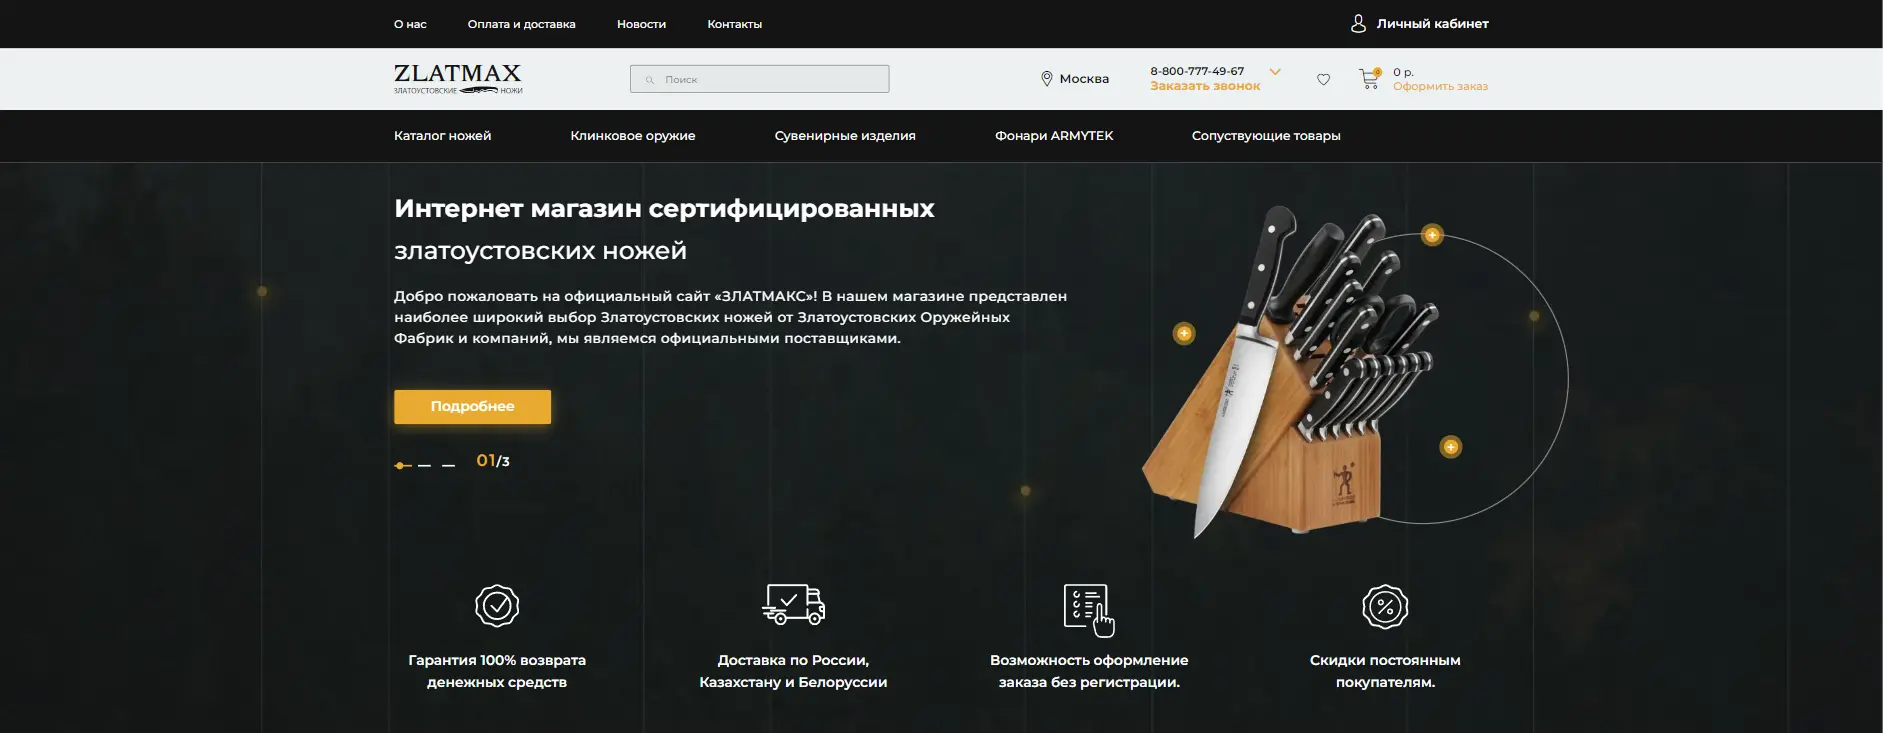 О нас
Оплата и доставка
Новости
Контакты
Личный кабинет
ZLATMAX
ЗЛАТОУСТОВСКИЕ НОЖИ
Поиск
Москва
8-800-777-49-67
Заказать звонок
0
0 р.
Оформить заказ
Каталог ножей
Клинковое оружие
Сувенирные изделия
Фонари ARMYTEK
Сопуствующие товары
Интернет магазин сертифицированных
златоустовских ножей
Добро пожаловать на официальный сайт «ЗЛАТМАКС»! В нашем магазине представлен
наиболее широкий выбор Златоустовских ножей от Златоустовских Оружейных
Фабрик и компаний, мы являемся официальными поставщиками.
Подробнее
01/3
Гарантия 100% возврата
денежных средств
Доставка по России,
Казахстану и Белоруссии
Возможность оформление
заказа без регистрации.
Скидки постоянным
покупателям.